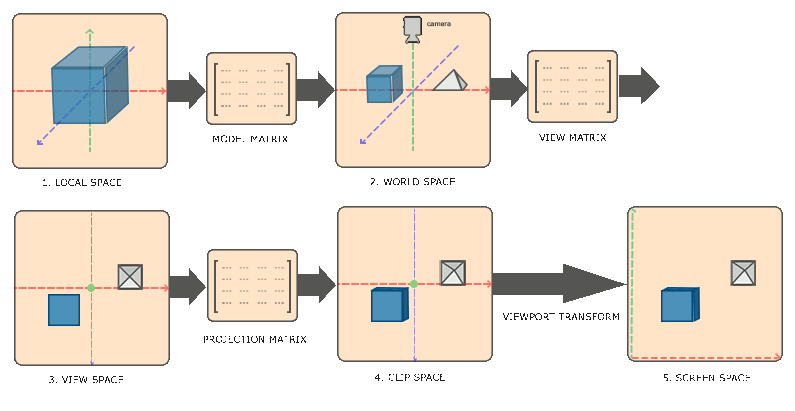 camera
MODEL MATRIX
VIEW MATRIX
1. LOCAL SPACE
2. WORLD SPACE
PROJECTION MATRIX
VIEWPORT TRANSFORM
3. VIEW SPACE
4. CLIP SPACE
5. SCREEN SPACE